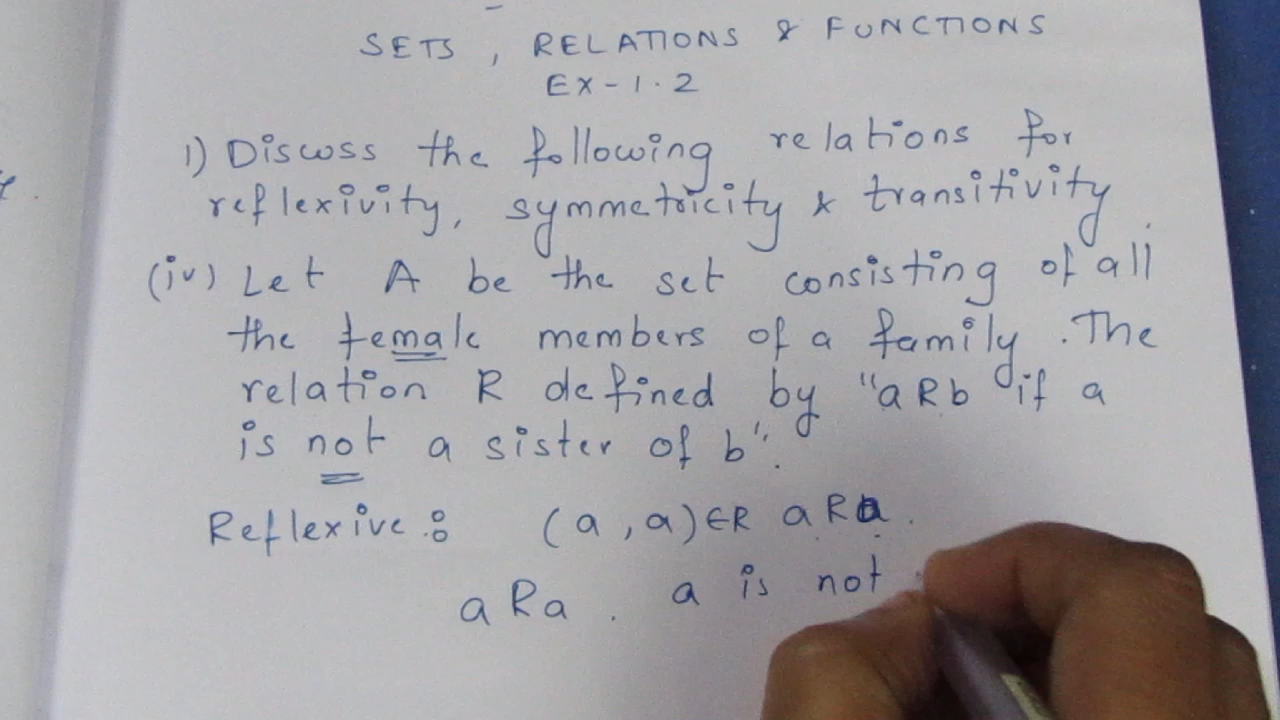 SETS, RELATIONS & FUNCTIONS
EX-1.2
1) Discuss the following relations for
reflexivity, symmetricity & transitivity
(iv) Let A be the set consisting of all
the female members of a family. The
relation R defined by "aRb if a
is not a sister of b".
Reflexive: (a, a)∈R aRa.
aRa. a is not